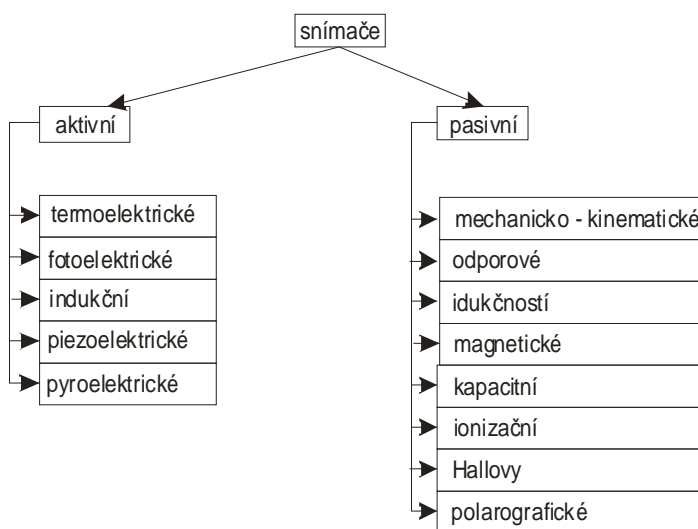 snímače
aktivní
pasivní
termoelektrické
fotoelektrické
indukční
piezoelektrické
pyroelektrické
mechanicko - kinematické
odporové
idukčností
magnetické
kapacitní
ionizační
Hallovy
polarografické